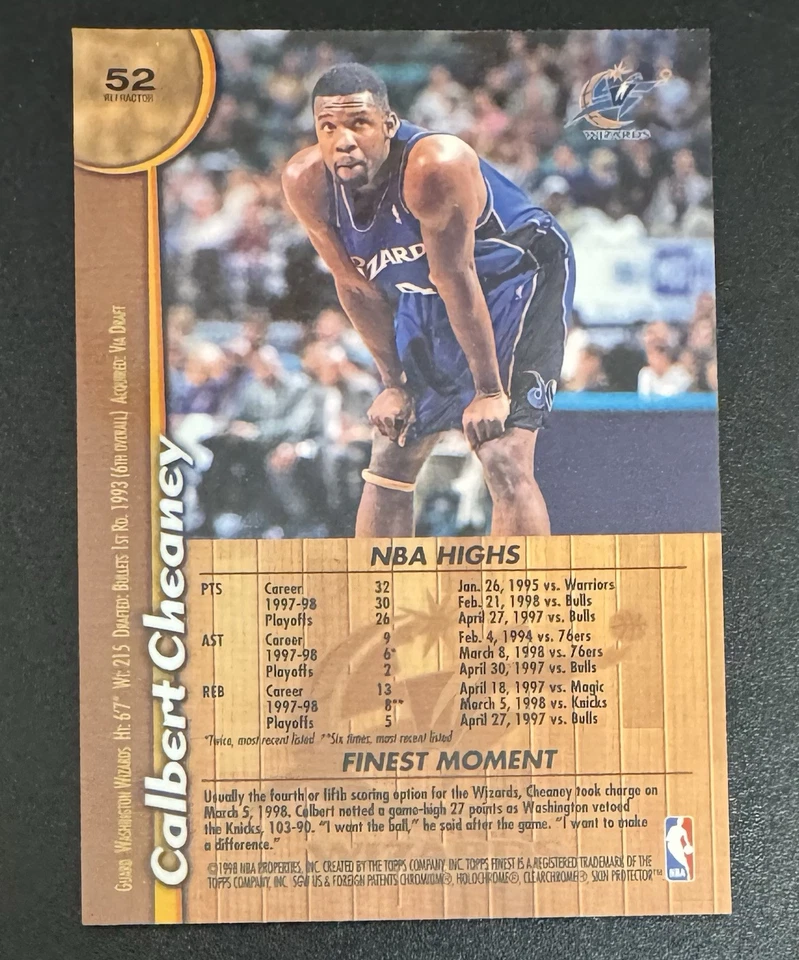 52
REFRACTOR
WIZARDS
ZARD
Guard Washington Wizards Ht: 6'7" Wt: 215 Drafted: Bullets 1st Rd. 1993 (6th overall) Acquired: Via Draft
Calbert Cheaney
NBA HIGHS
PTS Career 32 Jan. 26, 1995 vs. Warriors
1997-98 30 Feb. 21, 1998 vs. Bulls
Playoffs 26 April 27, 1997 vs. Bulls
AST Career 9 Feb. 4, 1994 vs. 76ers
1997-98 6* March 8, 1998 vs. 76ers
Playoffs 2 April 30, 1997 vs. Bulls
REB Career 13 April 18, 1997 vs. Magic
1997-98 8** March 5, 1998 vs. Knicks
Playoffs 5 April 27, 1997 vs. Bulls
*Twice, most recent listed **Six times, most recent listed
FINEST MOMENT
Usually the fourth or fifth scoring option for the Wizards, Cheaney took charge on
March 5, 1998. Calbert netted a game-high 27 points as Washington vetoed
the Knicks, 103-90. "I want the ball," he said after the game. "I want to make
a difference."
©1998 NBA PROPERTIES, INC. CREATED BY THE TOPPS COMPANY, INC. TOPPS FINEST IS A REGISTERED TRADEMARK OF THE
TOPPS COMPANY, INC. SGW US & FOREIGN PATENTS CHROMIUM®, HOLOCHROME®, CLEARCHROME®, SKIN PROTECTOR™
NBA